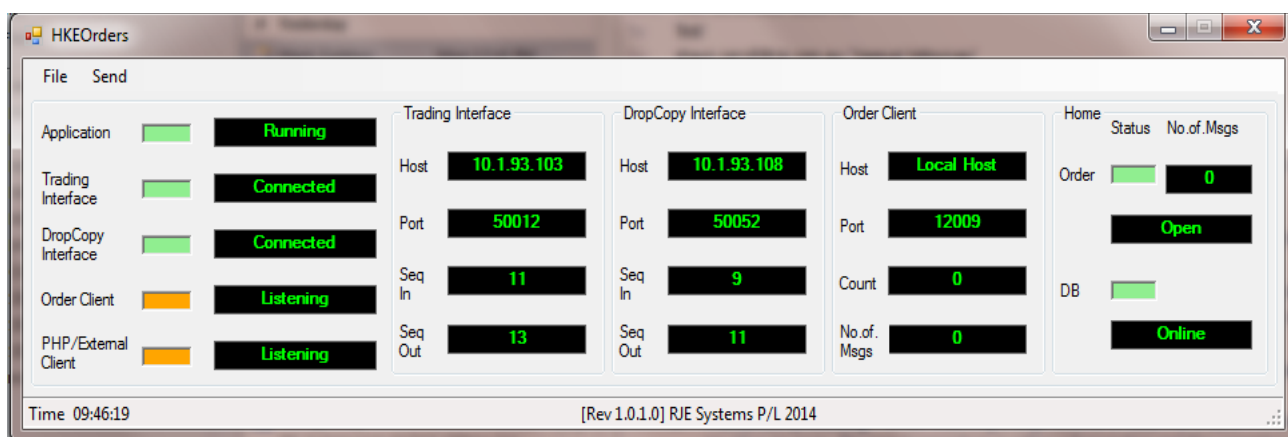 HKEOrders
File Send
Application Running
Trading Interface Connected
DropCopy Interface Connected
Order Client Listening
PHP/External Client Listening
Trading Interface
Host 10.1.93.103
Port 50012
Seq In 11
Seq Out 13
DropCopy Interface
Host 10.1.93.108
Port 50052
Seq In 9
Seq Out 11
Order Client
Host Local Host
Port 12009
Count 0
No.of. Msgs 0
Home
Status No.of.Msgs
Order 0
Open
DB
Online
Time 09:46:19
[Rev 1.0.1.0] RJE Systems P/L 2014